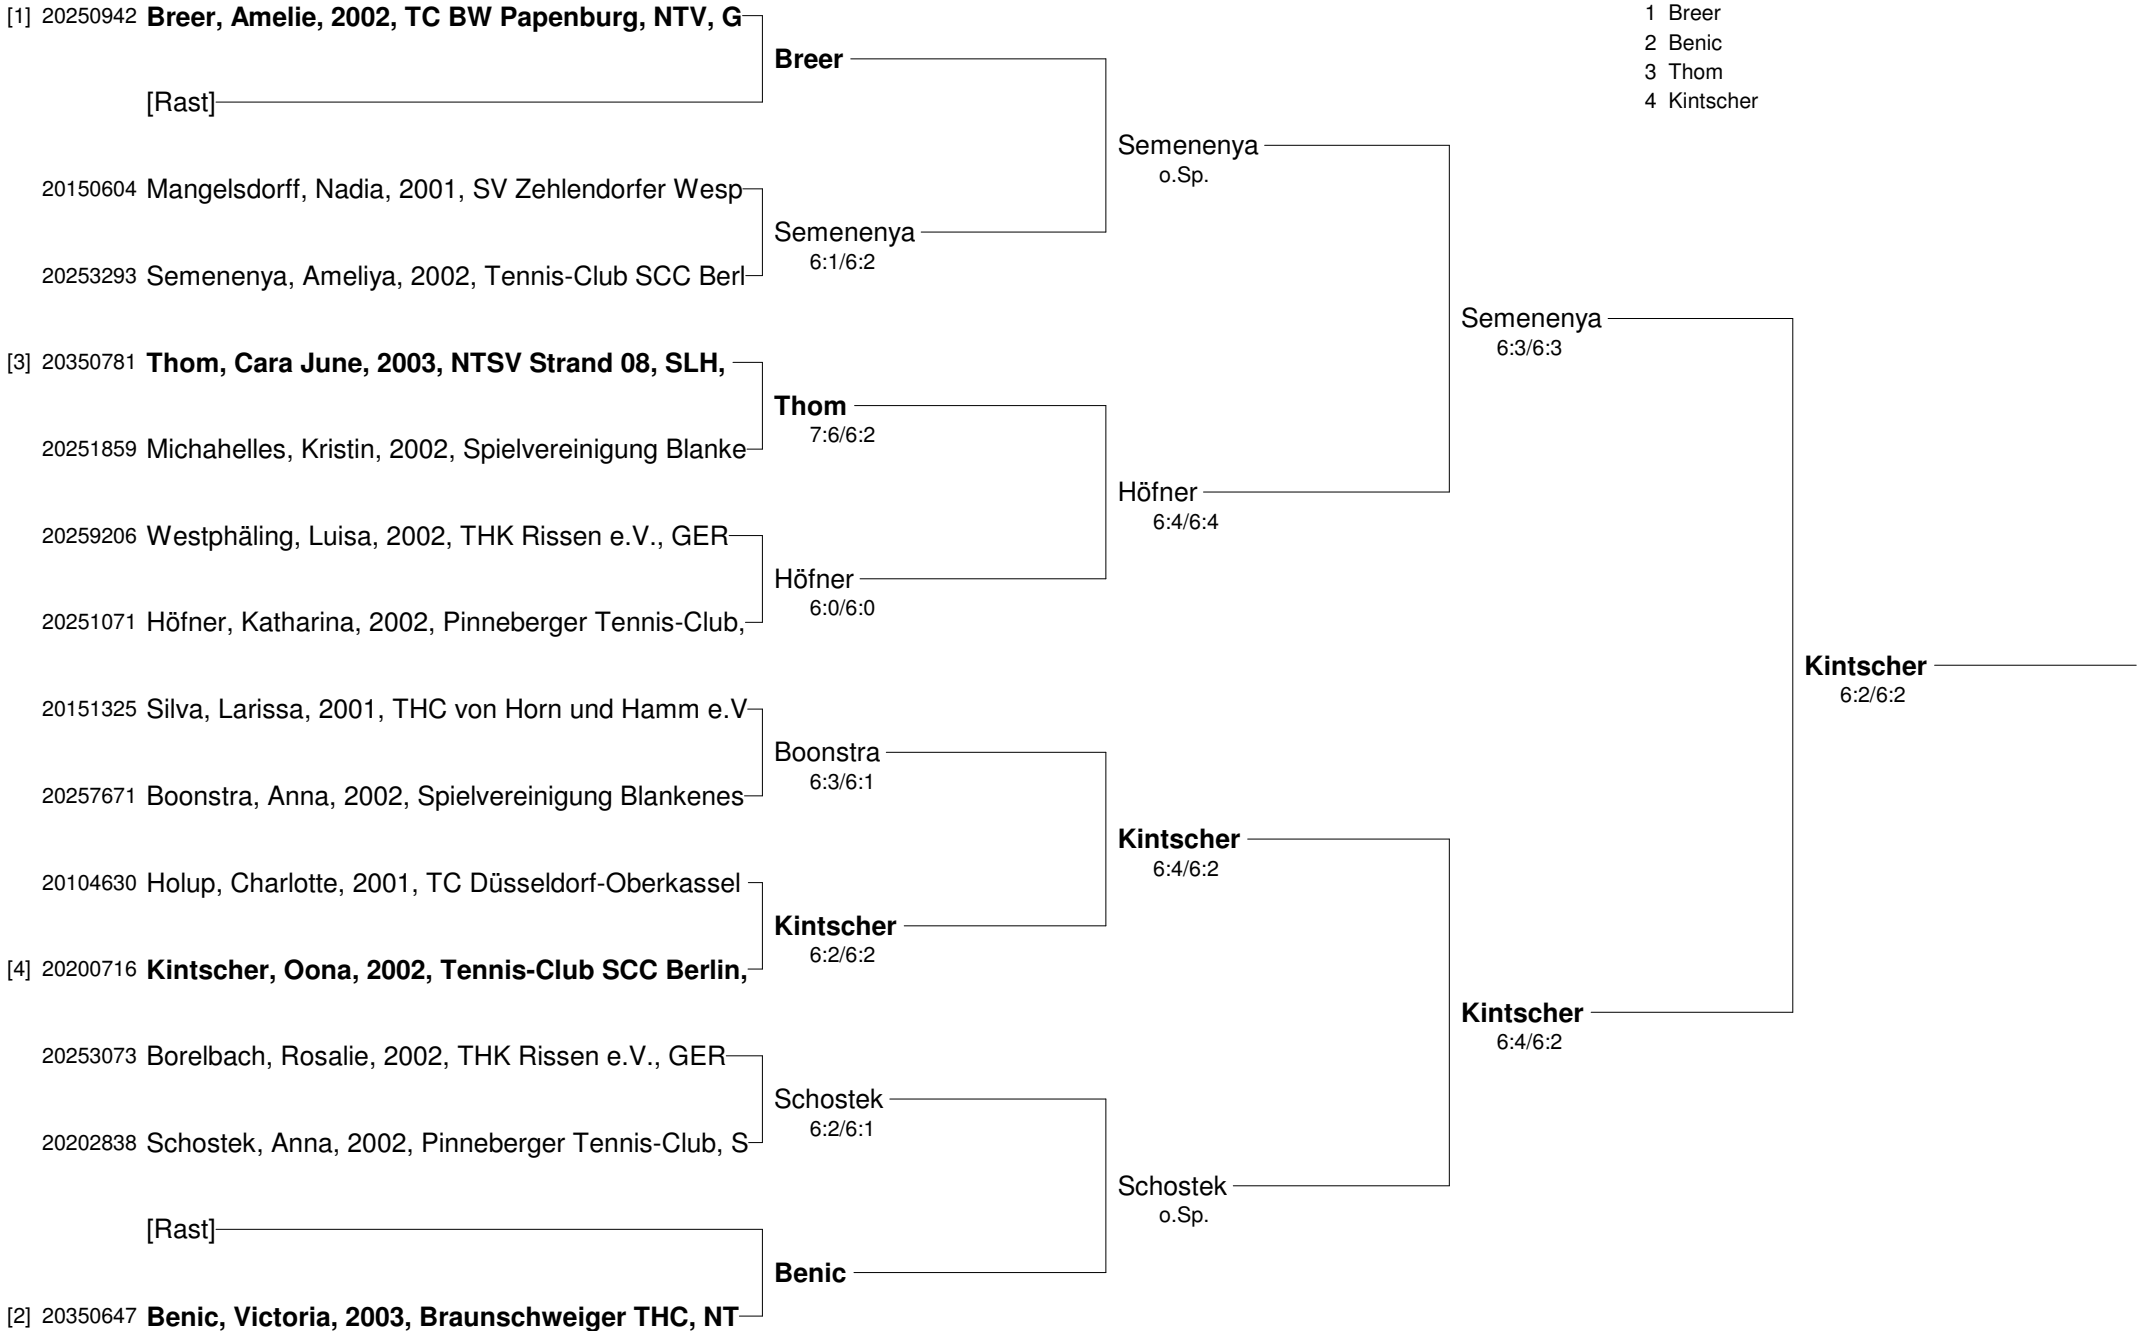 [1] 20250942 Breer, Amelie, 2002, TC BW Papenburg, NTV, G
1 Breer
2 Benic
3 Thom
4 Kintscher
Breer
[Rast]
Semenenya
o.Sp.
20150604 Mangelsdorff, Nadia, 2001, SV Zehlendorfer Wesp
Semenenya
6:1/6:2
20253293 Semenenya, Ameliya, 2002, Tennis-Club SCC Berl
Semenenya
6:3/6:3
[3] 20350781 Thom, Cara June, 2003, NTSV Strand 08, SLH,
Thom
7:6/6:2
20251859 Michahelles, Kristin, 2002, Spielvereinigung Blanke
Höfner
6:4/6:4
20259206 Westphäling, Luisa, 2002, THK Rissen e.V., GER
Höfner
6:0/6:0
20251071 Höfner, Katharina, 2002, Pinneberger Tennis-Club,
Kintscher
6:2/6:2
20151325 Silva, Larissa, 2001, THC von Horn und Hamm e.V
Boonstra
6:3/6:1
20257671 Boonstra, Anna, 2002, Spielvereinigung Blankenes
Kintscher
6:4/6:2
20104630 Holup, Charlotte, 2001, TC Düsseldorf-Oberkassel
Kintscher
6:2/6:2
[4] 20200716 Kintscher, Oona, 2002, Tennis-Club SCC Berlin,
Kintscher
6:4/6:2
20253073 Borelbach, Rosalie, 2002, THK Rissen e.V., GER
Schostek
6:2/6:1
20202838 Schostek, Anna, 2002, Pinneberger Tennis-Club, S
Schostek
o.Sp.
[Rast]
Benic
[2] 20350647 Benic, Victoria, 2003, Braunschweiger THC, NT